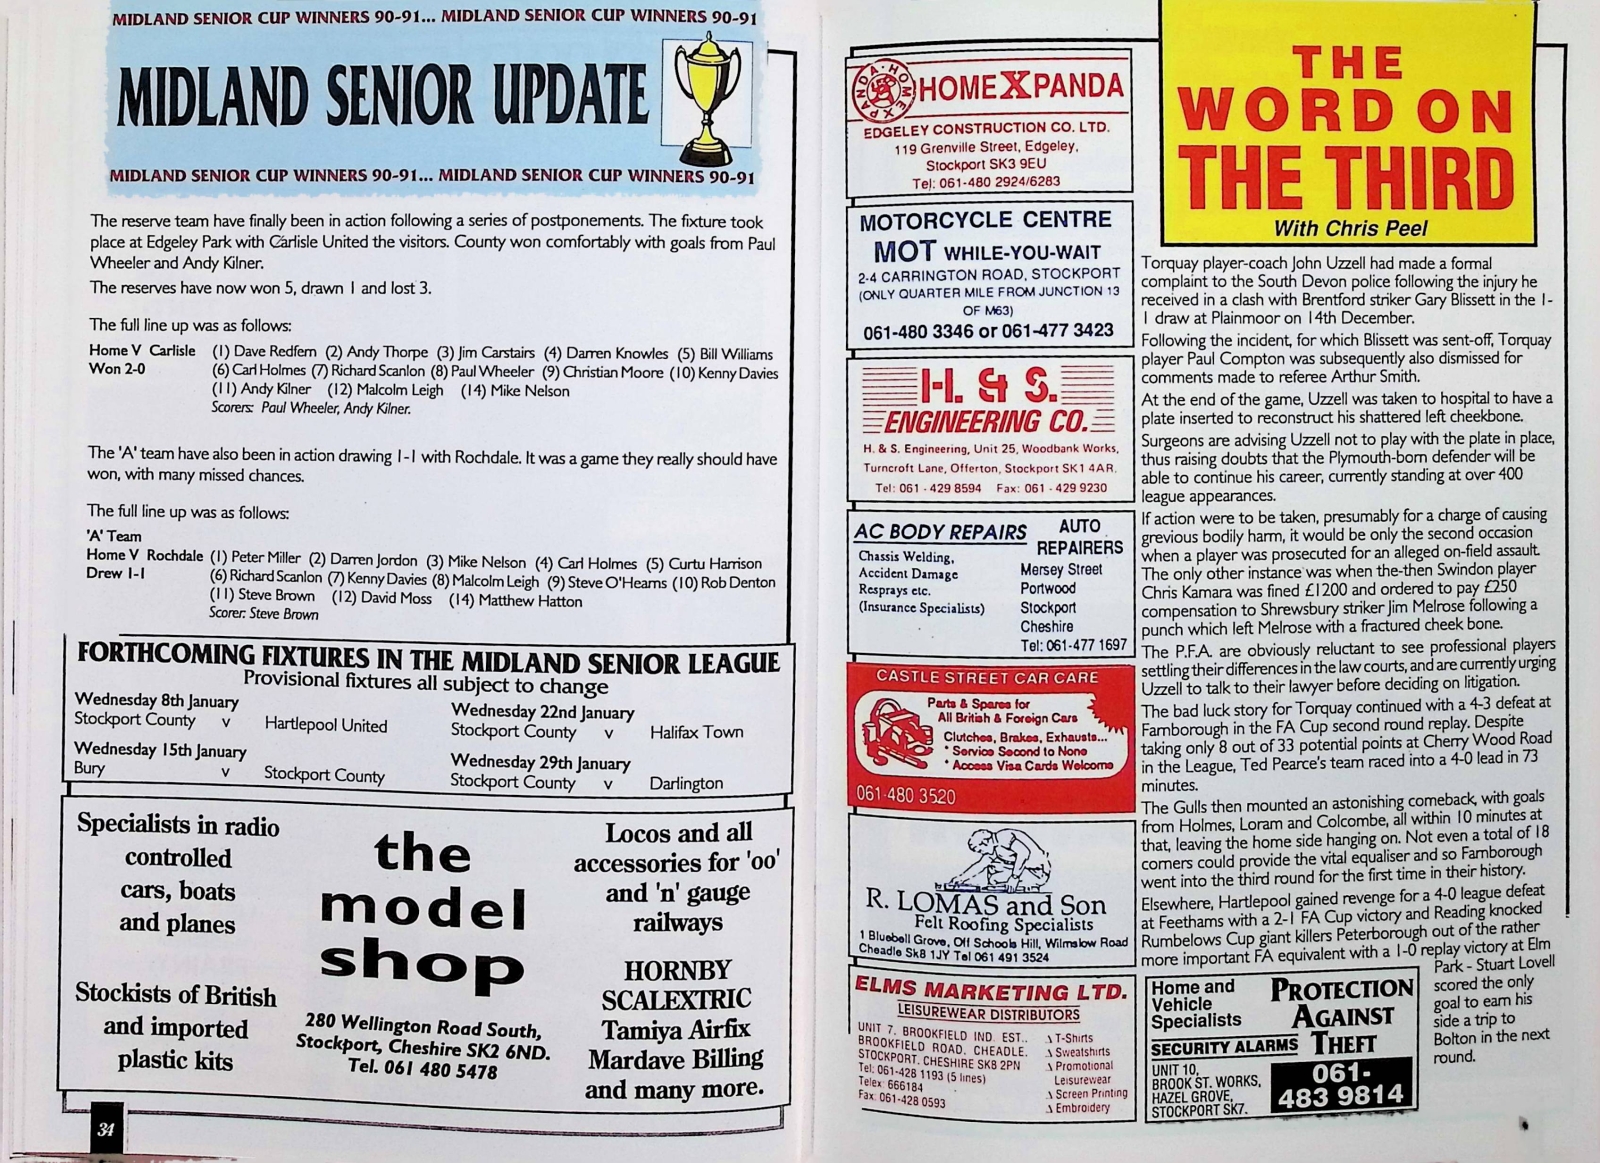 MIDLAND SENIOR CUP WINNERS 90-91... MIDLAND SENIOR CUP WINNERS 90-91
MIDLAND SENIOR UPDATE
MIDLAND SENIOR CUP WINNERS 90-91... MIDLAND SENIOR CUP WINNERS 90-91
The reserve team have finally been in action following a series of postponements. The fixture took
place at Edgeley Park with Carlisle United the visitors. County won comfortably with goals from Paul
Wheeler and Andy Kilner.
The reserves have now won 5, drawn 1 and lost 3.
The full line up was as follows:
Home V Carlisle (1) Dave Redfern (2) Andy Thorpe (3) Jim Carstairs (4) Darren Knowles (5) Bill Williams
Won 2-0 (6) Carl Holmes (7) Richard Scanlon (8) Paul Wheeler (9) Christian Moore (10) Kenny Davies
(11) Andy Kilner (12) Malcolm Leigh (14) Mike Nelson
Scorers: Paul Wheeler, Andy Kilner.
The 'A' team have also been in action drawing 1-1 with Rochdale. It was a game they really should have
won, with many missed chances.
The full line up was as follows:
'A' Team
Home V Rochdale (1) Peter Miller (2) Darren Jordon (3) Mike Nelson (4) Carl Holmes (5) Curtu Harrison
Drew 1-1 (6) Richard Scanlon (7) Kenny Davies (8) Malcolm Leigh (9) Steve O'Hearns (10) Rob Denton
(11) Steve Brown (12) David Moss (14) Matthew Hatton
Scorer: Steve Brown
FORTHCOMING FIXTURES IN THE MIDLAND SENIOR LEAGUE
Provisional fixtures all subject to change
Wednesday 8th January
Stockport County v Hartlepool United
Wednesday 15th January
Bury v Stockport County
Wednesday 22nd January
Stockport County v Halifax Town
Wednesday 29th January
Stockport County v Darlington
Specialists in radio
controlled
cars, boats
and planes
Stockists of British
and imported
plastic kits
the
model
shop
280 Wellington Road South,
Stockport, Cheshire SK2 6ND.
Tel. 061 480 5478
Locos and all
accessories for 'oo'
and 'n' gauge
railways
HORNBY
SCALEXTRIC
Tamiya Airfix
Mardave Billing
and many more.
34
HOMEXPANDA
HOMEXPANDA
EDGELEY CONSTRUCTION CO. LTD.
119 Grenville Street, Edgeley,
Stockport SK3 9EU
Tel: 061-480 2924/6283
MOTORCYCLE CENTRE
MOT WHILE-YOU-WAIT
2-4 CARRINGTON ROAD, STOCKPORT
(ONLY QUARTER MILE FROM JUNCTION 13
OF M63)
061-480 3346 or 061-477 3423
H. & S.
ENGINEERING CO.
H. & S. Engineering, Unit 25, Woodbank Works,
Turncroft Lane, Offerton, Stockport SK1 4AR.
Tel: 061 - 429 8594 Fax: 061 - 429 9230
AC BODY REPAIRS
Chassis Welding,
Accident Damage
Resprays etc.
(Insurance Specialists)
AUTO
REPAIRERS
Mersey Street
Portwood
Stockport
Cheshire
Tel: 061-477 1697
CASTLE STREET CAR CARE
Parts & Spares for
All British & Foreign Cars
Clutches, Brakes, Exhausts...
* Service Second to None
* Access Visa Cards Welcome
061-480 3520
R. LOMAS and Son
Felt Roofing Specialists
1 Bluebell Grove, Off Schools Hill, Wilmslow Road
Cheadle Sk8 1JY Tel 061 491 3524
ELMS MARKETING LTD.
LEISUREWEAR DISTRIBUTORS
UNIT 7, BROOKFIELD IND. EST.,
BROOKFIELD ROAD, CHEADLE,
STOCKPORT, CHESHIRE SK8 2PN
Tel: 061-428 1193 (5 lines)
Telex: 666184
Fax: 061-428 0593
T-Shirts
Sweatshirts
Promotional
Leisurewear
Screen Printing
Embroidery
THE
WORD ON
THE THIRD
With Chris Peel
Torquay player-coach John Uzzell had made a formal
complaint to the South Devon police following the injury he
received in a clash with Brentford striker Gary Blissett in the 1-
1 draw at Plainmoor on 14th December.
Following the incident, for which Blissett was sent-off, Torquay
player Paul Compton was subsequently also dismissed for
comments made to referee Arthur Smith.
At the end of the game, Uzzell was taken to hospital to have a
plate inserted to reconstruct his shattered left cheekbone.
Surgeons are advising Uzzell not to play with the plate in place,
thus raising doubts that the Plymouth-born defender will be
able to continue his career, currently standing at over 400
league appearances.
If action were to be taken, presumably for a charge of causing
grevious bodily harm, it would be only the second occasion
when a player was prosecuted for an alleged on-field assault.
The only other instance was when the-then Swindon player
Chris Kamara was fined £1200 and ordered to pay £250
compensation to Shrewsbury striker Jim Melrose following a
punch which left Melrose with a fractured cheek bone.
The P.F.A. are obviously reluctant to see professional players
settling their differences in the law courts, and are currently urging
Uzzell to talk to their lawyer before deciding on litigation.
The bad luck story for Torquay continued with a 4-3 defeat at
Farnborough in the FA Cup second round replay. Despite
taking only 8 out of 33 potential points at Cherry Wood Road
in the League, Ted Pearce's team raced into a 4-0 lead in 73
minutes.
The Gulls then mounted an astonishing comeback, with goals
from Holmes, Loram and Colcombe, all within 10 minutes at
that, leaving the home side hanging on. Not even a total of 18
corners could provide the vital equaliser and so Farnborough
went into the third round for the first time in their history.
Elsewhere, Hartlepool gained revenge for a 4-0 league defeat
at Feethams with a 2-1 FA Cup victory and Reading knocked
Rumbelows Cup giant killers Peterborough out of the rather
more important FA equivalent with a 1-0 replay victory at Elm
Park - Stuart Lovell
scored the only
goal to earn his
side a trip to
Bolton in the next
round.
Home and
Vehicle
Specialists
SECURITY ALARMS
UNIT 10,
BROOK ST. WORKS,
HAZEL GROVE,
STOCKPORT SK7.
PROTECTION
AGAINST
THEFT
061-
483 9814